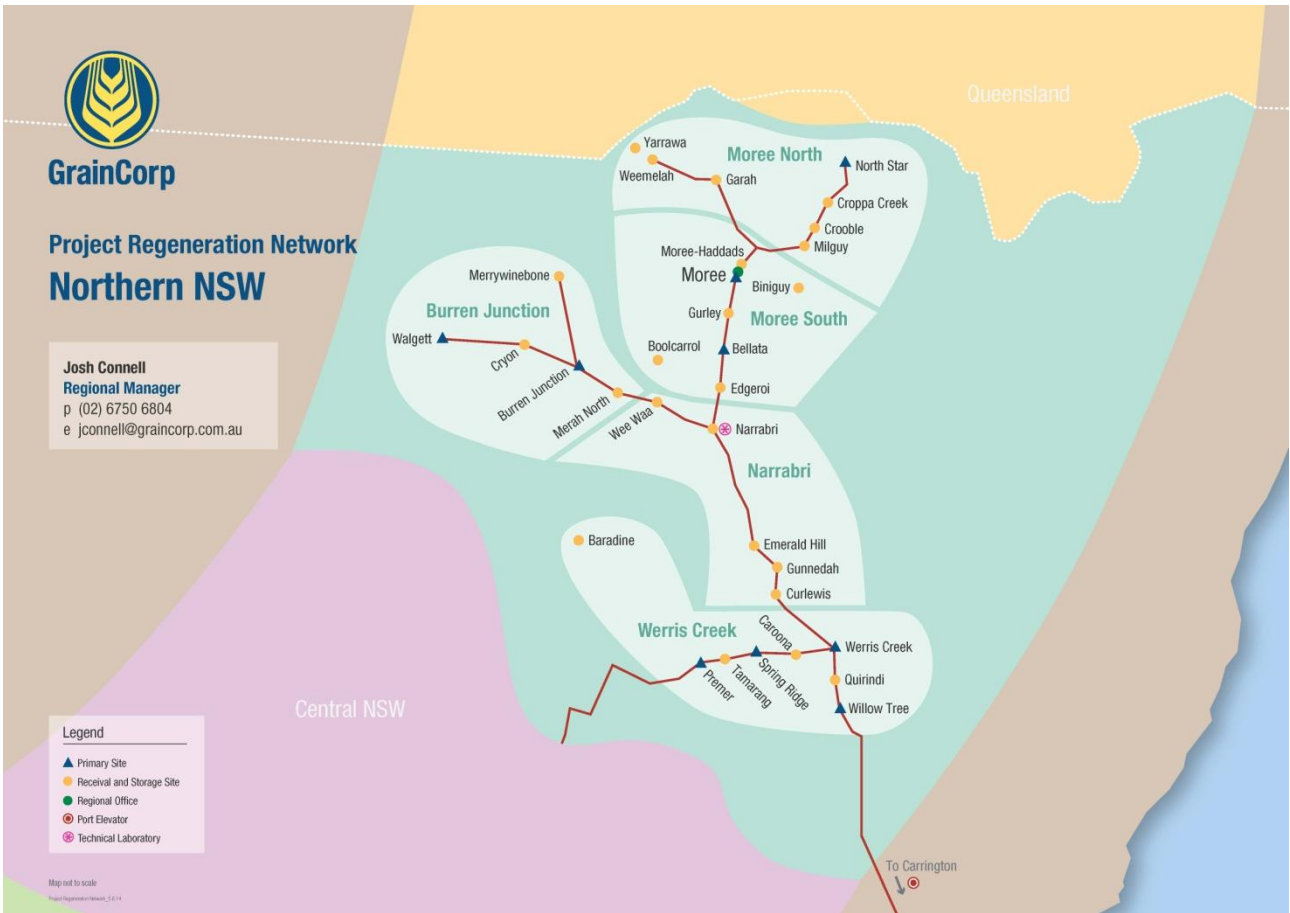 GrainCorp
Project Regeneration Network
Northern NSW
Josh Connell
Regional Manager
p (02) 6750 6804
e jconnell@graincorp.com.au
Queensland
Yarrawa
Weemelah
Moree North
Garah
North Star
Croppa Creek
Crooble
Milguy
Moree-Haddads
Moree
Biniguy
Merrywinebone
Burren Junction
Gurley
Moree South
Walgett
Cryon
Boolcarrol
Bellata
Burren Junction
Edgeroi
Merah North
Wee Waa
Narrabri
Narrabri
Baradine
Emerald Hill
Gunnedah
Curlewis
Werris Creek
Caroona
Werris Creek
Premer
Tamarang
Spring Ridge
Quirindi
Willow Tree
Central NSW
Legend
Primary Site
Receival and Storage Site
Regional Office
Port Elevator
Technical Laboratory
To Carrington
Map not to scale